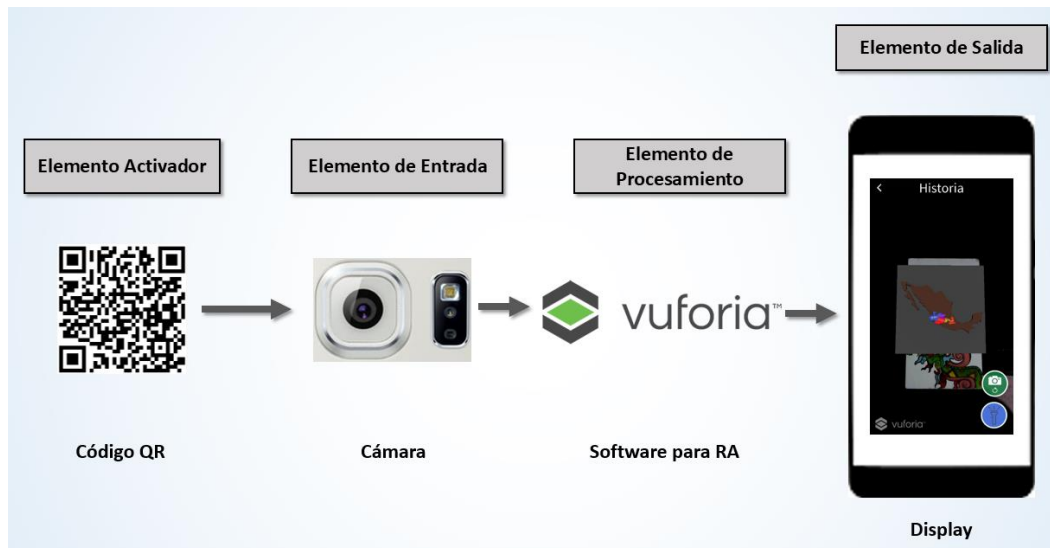 Elemento de Salida
Elemento Activador
Elemento de Entrada
Elemento de
Procesamiento
Historia
vuforia™
vuforia™
Código QR
Cámara
Software para RA
Display